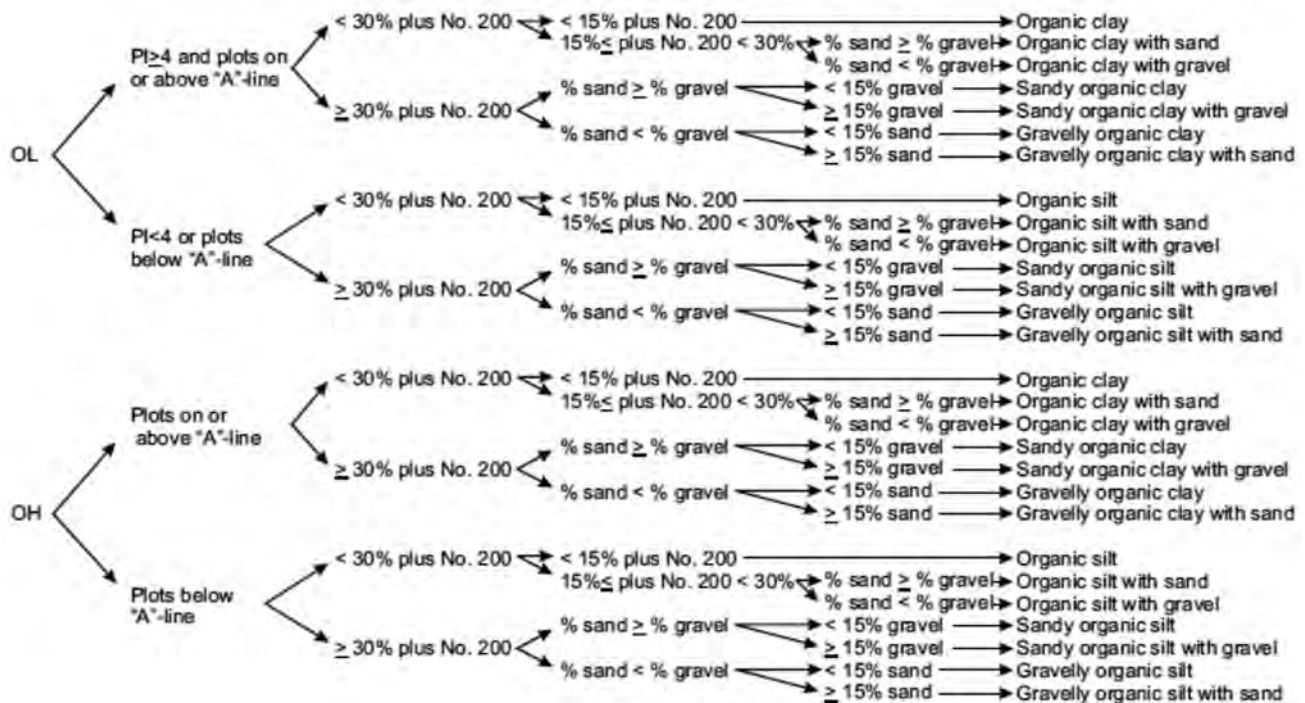 < 30% plus No. 200 < 15% plus No. 200 Organic clay
15%≤ plus No. 200 < 30% % sand ≥ % gravel Organic clay with sand
PI≥4 and plots on
or above "A"-line
% sand < % gravel Organic clay with gravel
≥ 30% plus No. 200 % sand ≥ % gravel < 15% gravel Sandy organic clay
≥ 15% gravel Sandy organic clay with gravel
% sand < % gravel < 15% sand Gravelly organic clay
≥ 15% sand Gravelly organic clay with sand
OL
< 30% plus No. 200 < 15% plus No. 200 Organic silt
15%≤ plus No. 200 < 30% % sand ≥ % gravel Organic silt with sand
PI<4 or plots
below "A"-line
% sand < % gravel Organic silt with gravel
≥ 30% plus No. 200 % sand ≥ % gravel < 15% gravel Sandy organic silt
≥ 15% gravel Sandy organic silt with gravel
% sand < % gravel < 15% sand Gravelly organic silt
≥ 15% sand Gravelly organic silt with sand
< 30% plus No. 200 < 15% plus No. 200 Organic clay
15%≤ plus No. 200 < 30% % sand ≥ % gravel Organic clay with sand
Plots on or
above "A"-line
% sand < % gravel Organic clay with gravel
≥ 30% plus No. 200 % sand ≥ % gravel < 15% gravel Sandy organic clay
≥ 15% gravel Sandy organic clay with gravel
% sand < % gravel < 15% sand Gravelly organic clay
≥ 15% sand Gravelly organic clay with sand
OH
< 30% plus No. 200 < 15% plus No. 200 Organic silt
15%≤ plus No. 200 < 30% % sand ≥ % gravel Organic silt with sand
Plots below
"A"-line
% sand < % gravel Organic silt with gravel
≥ 30% plus No. 200 % sand ≥ % gravel < 15% gravel Sandy organic silt
≥ 15% gravel Sandy organic silt with gravel
% sand < % gravel < 15% sand Gravelly organic silt
≥ 15% sand Gravelly organic silt with sand